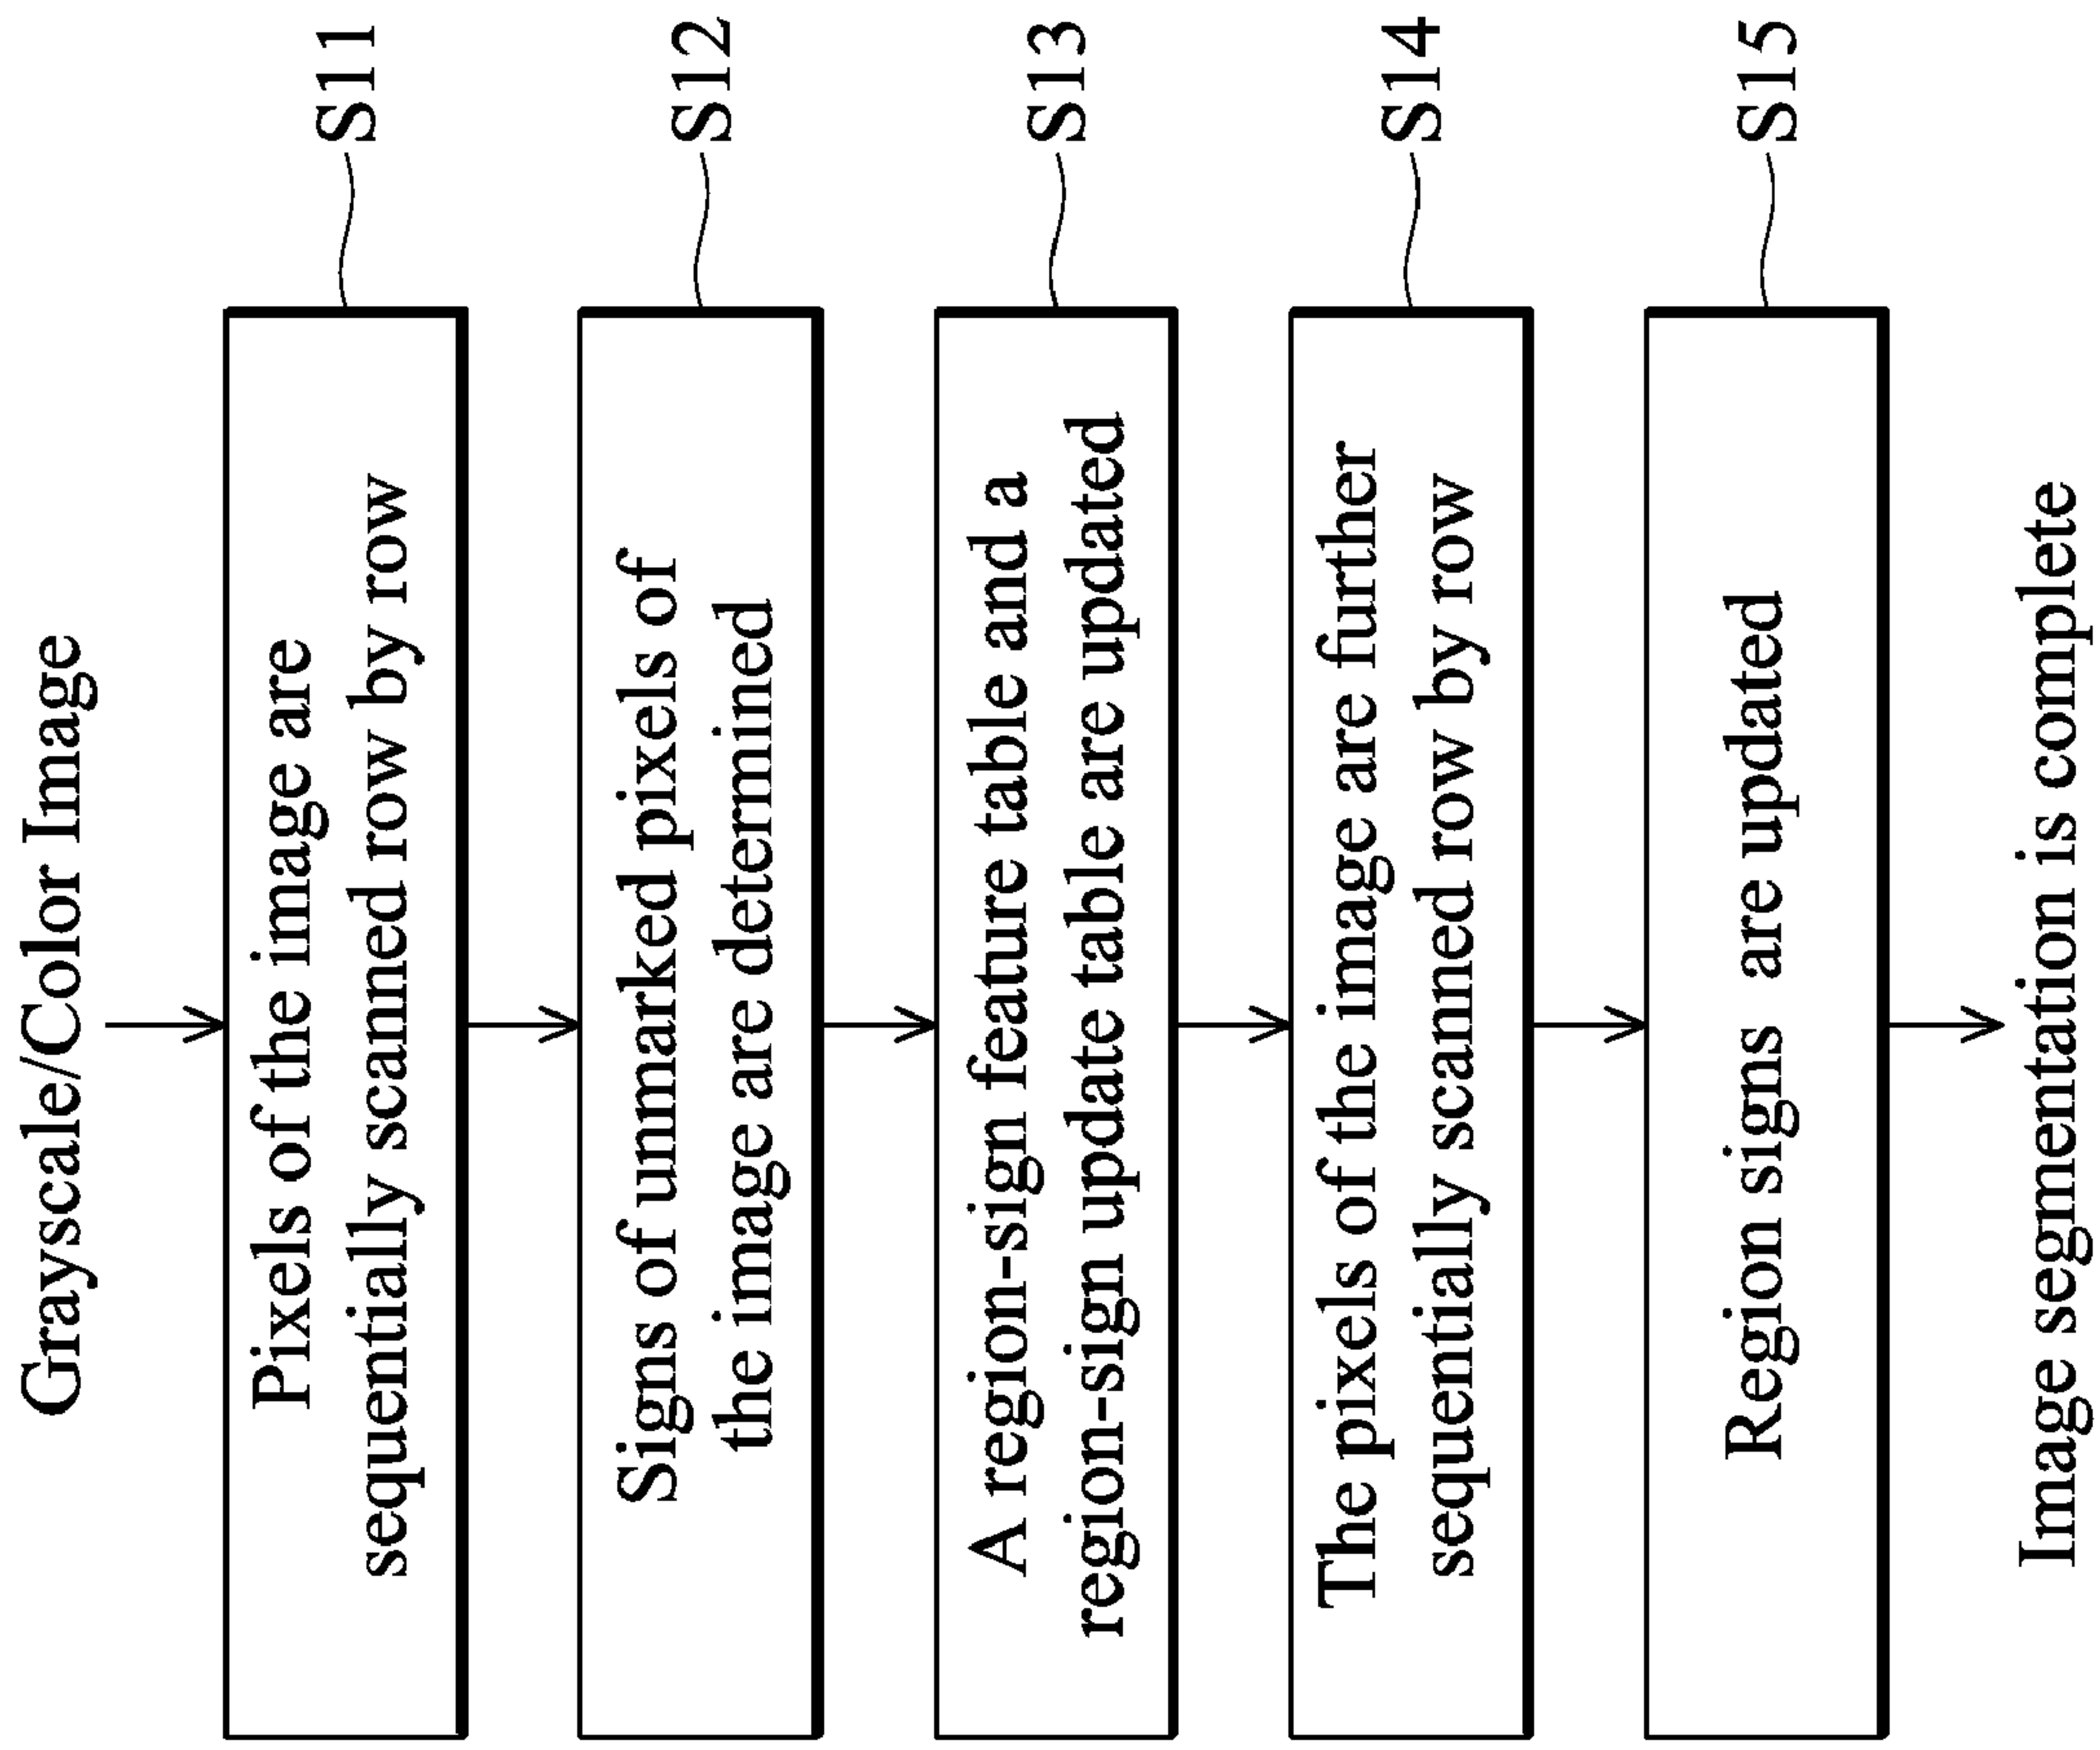 Grayscale/Color Image
Pixels of the image are
sequentially scanned row by row
S11
Signs of unmarked pixels of
the image are determined
S12
A region-sign feature table and a
region-sign update table are updated
S13
The pixels of the image are further
sequentially scanned row by row
S14
Region signs are updated
S15
Image segmentation is complete